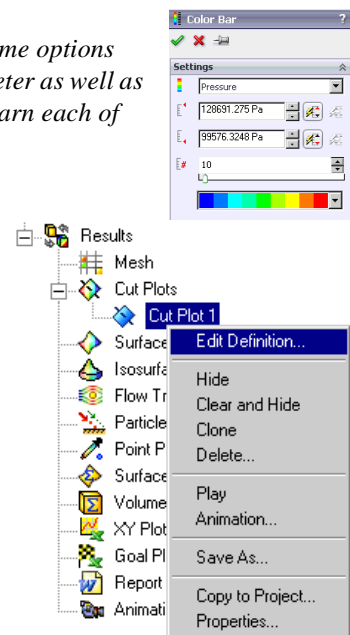 Color Bar ?
me options
eter as well as
arn each of
Settings
Pressure
128691.275 Pa
99576.3248 Pa
10
Results
Mesh
Cut Plots
Cut Plot 1
Surface
Isosurfa
Flow Tr
Particle
Point P
Surface
Volume
XY Plot
Goal Pl
Report
Animati
Edit Definition...
Hide
Clear and Hide
Clone
Delete...
Play
Animation...
Save As...
Copy to Project...
Properties...